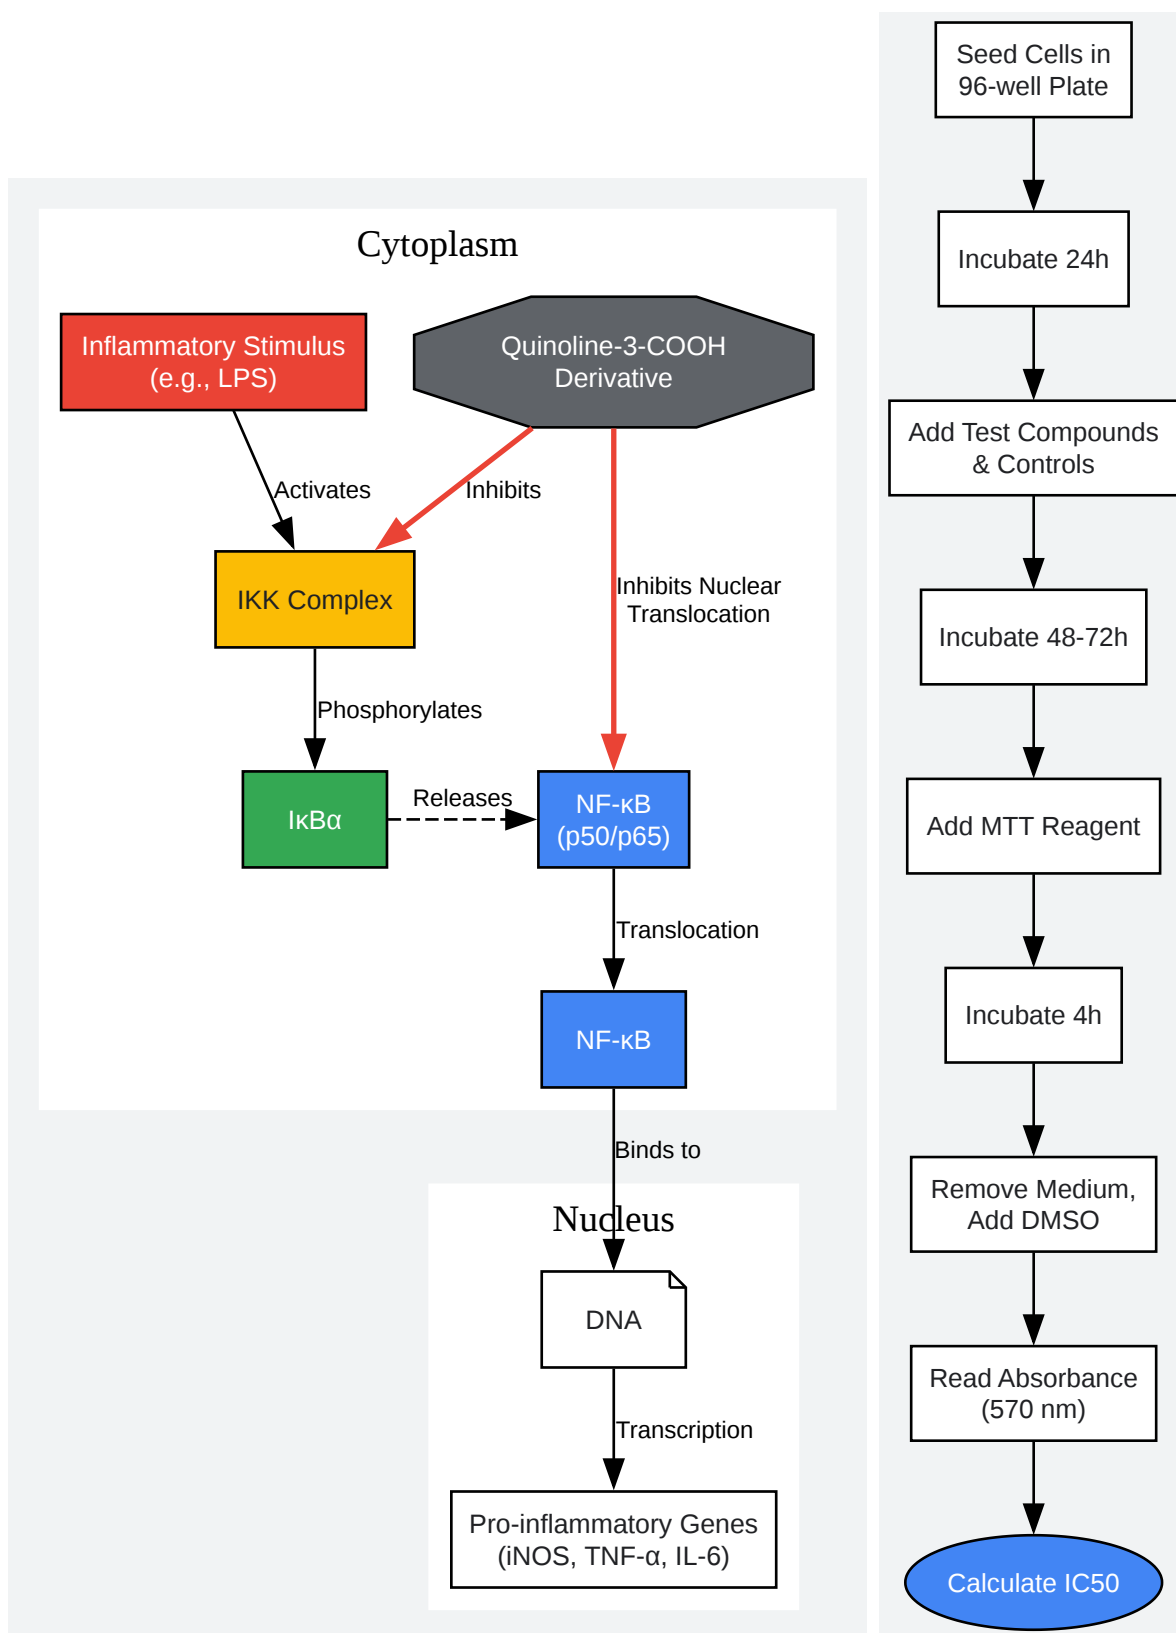 Cytoplasm
Inflammatory Stimulus
(e.g., LPS)
Quinoline-3-COOH
Derivative
Activates
Inhibits
IKK Complex
Inhibits Nuclear
Translocation
Phosphorylates
IκBα
Releases
NF-κB
(p50/p65)
Translocation
NF-κB
Binds to
Nucleus
DNA
Transcription
Pro-inflammatory Genes
(iNOS, TNF-α, IL-6)
Seed Cells in
96-well Plate
Incubate 24h
Add Test Compounds
& Controls
Incubate 48-72h
Add MTT Reagent
Incubate 4h
Remove Medium,
Add DMSO
Read Absorbance
(570 nm)
Calculate IC50